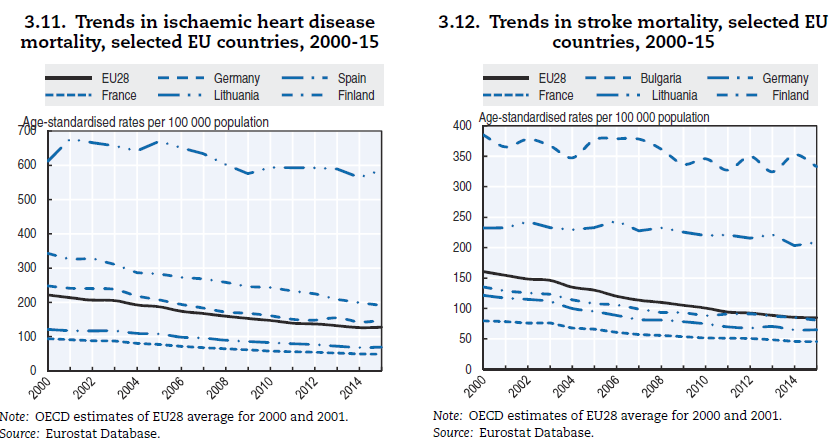 3.11. Trends in ischaemic heart disease
mortality, selected EU countries, 2000-15
EU28 Germany Spain
France Lithuania Finland
Age-standardised rates per 100 000 population
700
600
500
400
300
200
100
0
2000 2002 2004 2006 2008 2010 2012 2014
Note: OECD estimates of EU28 average for 2000 and 2001.
Source: Eurostat Database.
3.12. Trends in stroke mortality, selected EU
countries, 2000-15
EU28 Bulgaria Germany
France Lithuania Finland
Age-standardised rates per 100 000 population
400
350
300
250
200
150
100
50
0
2000 2002 2004 2006 2008 2010 2012 2014
Note: OECD estimates of EU28 average for 2000 and 2001.
Source: Eurostat Database.